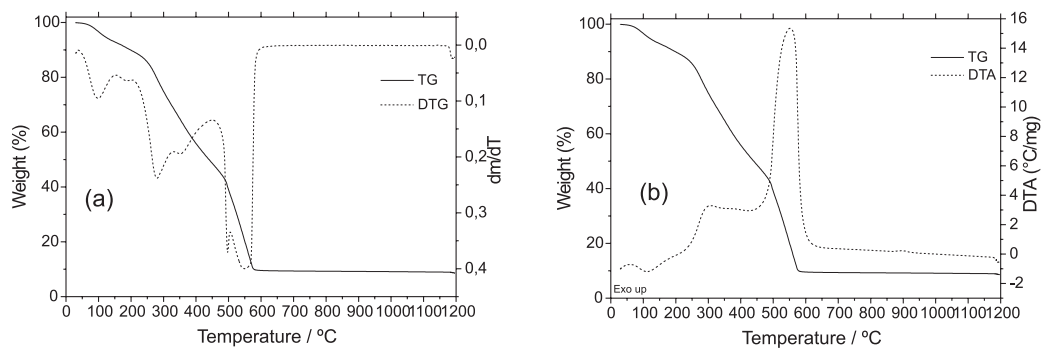 100
80
60
40
20
0
Weight (%)
0,0
0,1
0,2
0,3
0,4
dm/dT
TG
DTG
(a)
0 100 200 300 400 500 600 700 800 900 1000 1100 1200
Temperature / ºC
100
80
60
40
20
0
Weight (%)
16
14
12
10
8
6
4
2
0
-2
DTA (°C/mg)
TG
DTA
(b)
Exo up
0 100 200 300 400 500 600 700 800 900 1000 1100 1200
Temperature / ºC